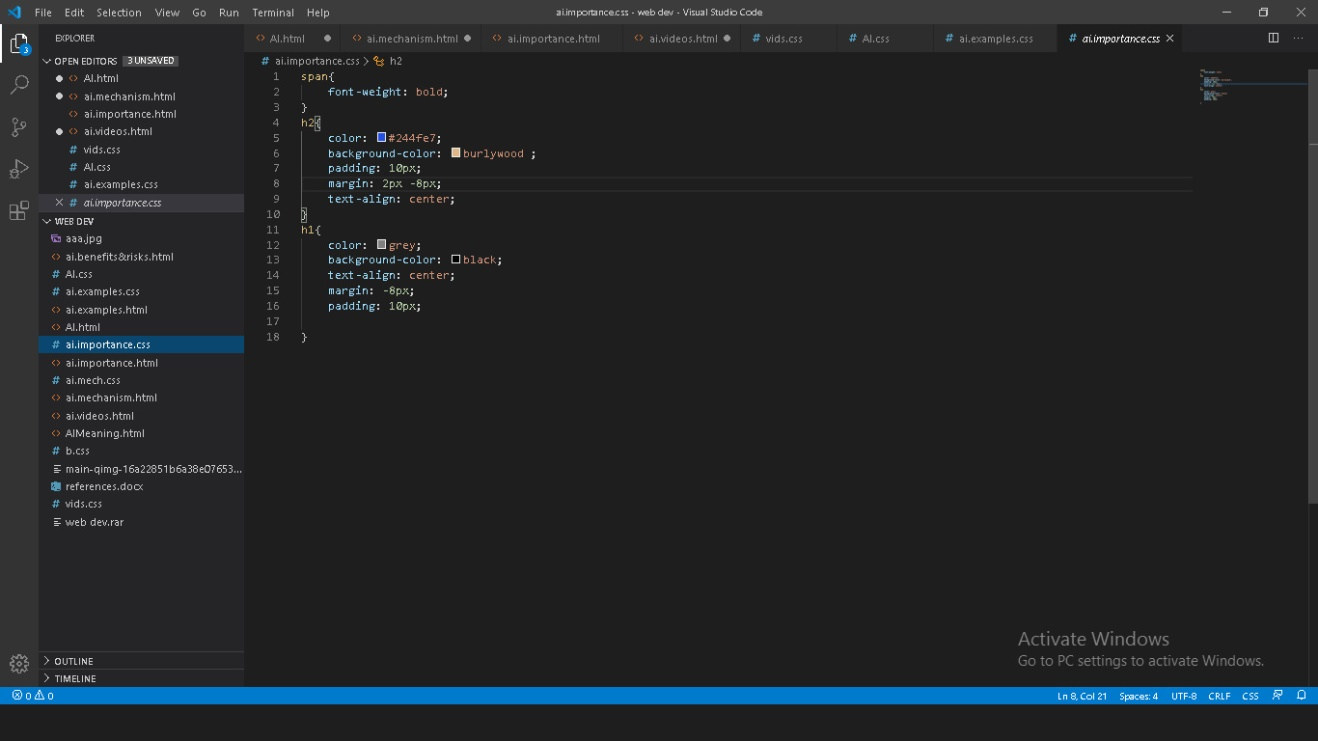 File Edit Selection View Go Run Terminal Help
ai.importance.css - web dev - Visual Studio Code
EXPLORER
AI.html
ai.mechanism.html
ai.importance.html
ai.videos.html
vids.css
AI.css
ai.examples.css
ai.importance.css
3
OPEN EDITORS 3 UNSAVED
AI.html
ai.mechanism.html
ai.importance.html
ai.videos.html
# vids.css
# AI.css
# ai.examples.css
# ai.importance.css
WEB DEV
aaa.jpg
ai.benefits&risks.html
# AI.css
# ai.examples.css
ai.examples.html
AI.html
# ai.importance.css
ai.importance.html
# ai.mech.css
ai.mechanism.html
ai.videos.html
AIMeaning.html
# b.css
main-qimg-16a22851b6a38e07653...
references.docx
# vids.css
web dev.rar
OUTLINE
TIMELINE
# ai.importance.css > h2
1 span{
2 font-weight: bold;
3 }
4 h2{
5 color: #244fe7;
6 background-color: burlywood ;
7 padding: 10px;
8 margin: 2px -8px;
9 text-align: center;
10 }
11 h1{
12 color: grey;
13 background-color: black;
14 text-align: center;
15 margin: -8px;
16 padding: 10px;
17
18 }
Activate Windows
Go to PC settings to activate Windows.
0 0
Ln 8, Col 21 Spaces: 4 UTF-8 CRLF CSS